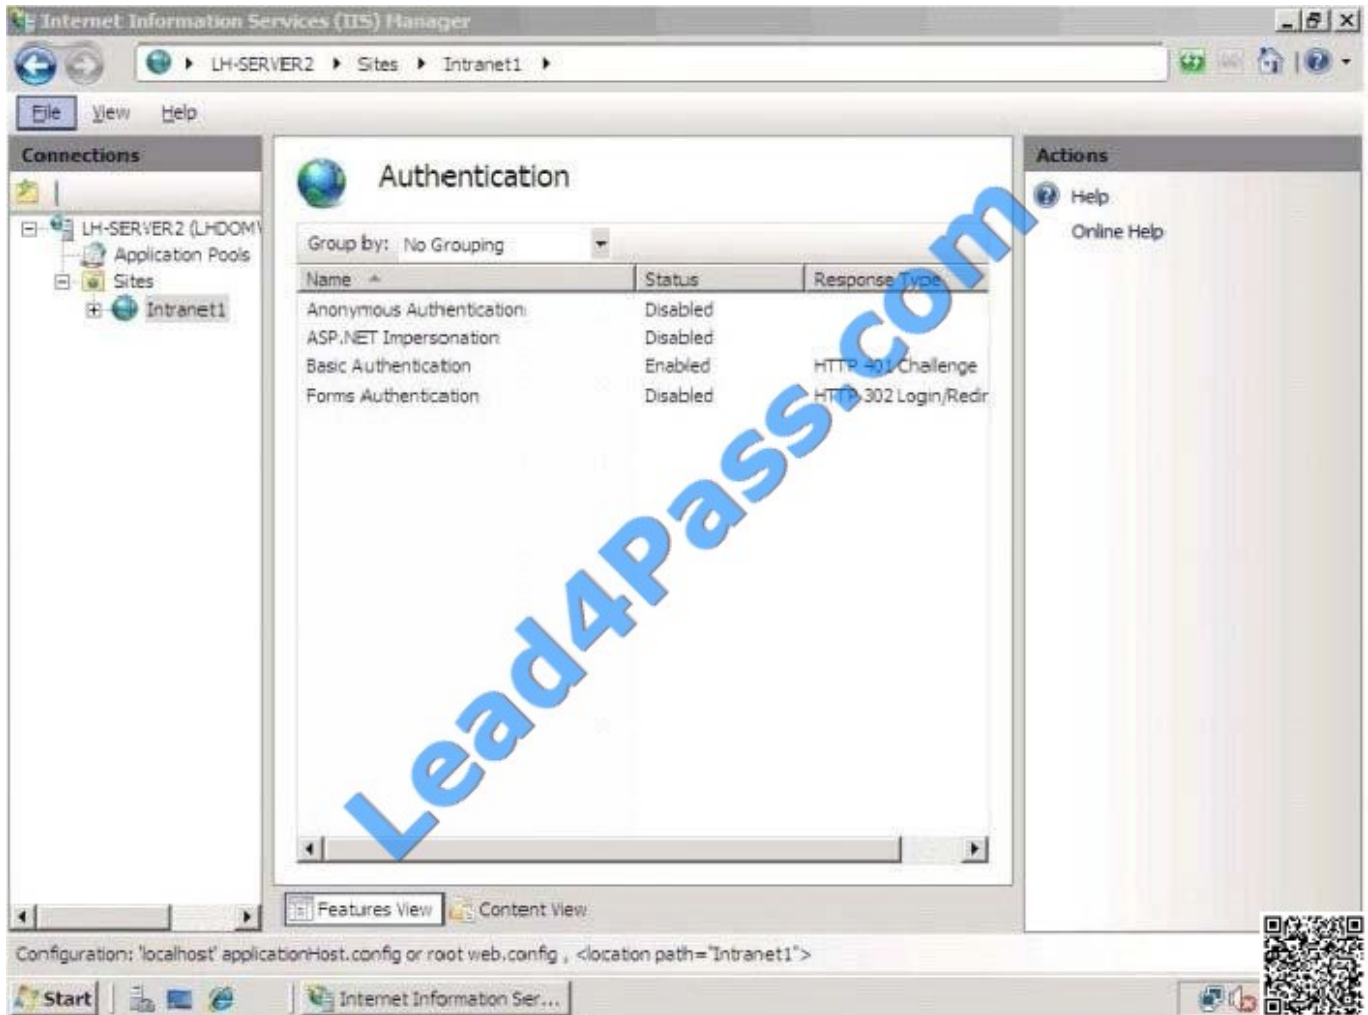 Internet Information Services (IIS) Manager
LH-SERVER2 Sites Intranet1
File View Help
Connections
LH-SERVER2 (LHDOM\
Application Pools
Sites
Intranet1
Authentication
Group by: No Grouping
Name Status Response Type
Anonymous Authentication Disabled
ASP.NET Impersonation Disabled
Basic Authentication Enabled HTTP 401 Challenge
Forms Authentication Disabled HTTP 302 Login/Redir
Features View Content View
Actions
Help
Online Help
Lead4Pass.com
Configuration: 'localhost' applicationHost.config or root web.config , <location path="Intranet1">
Start Internet Information Ser...